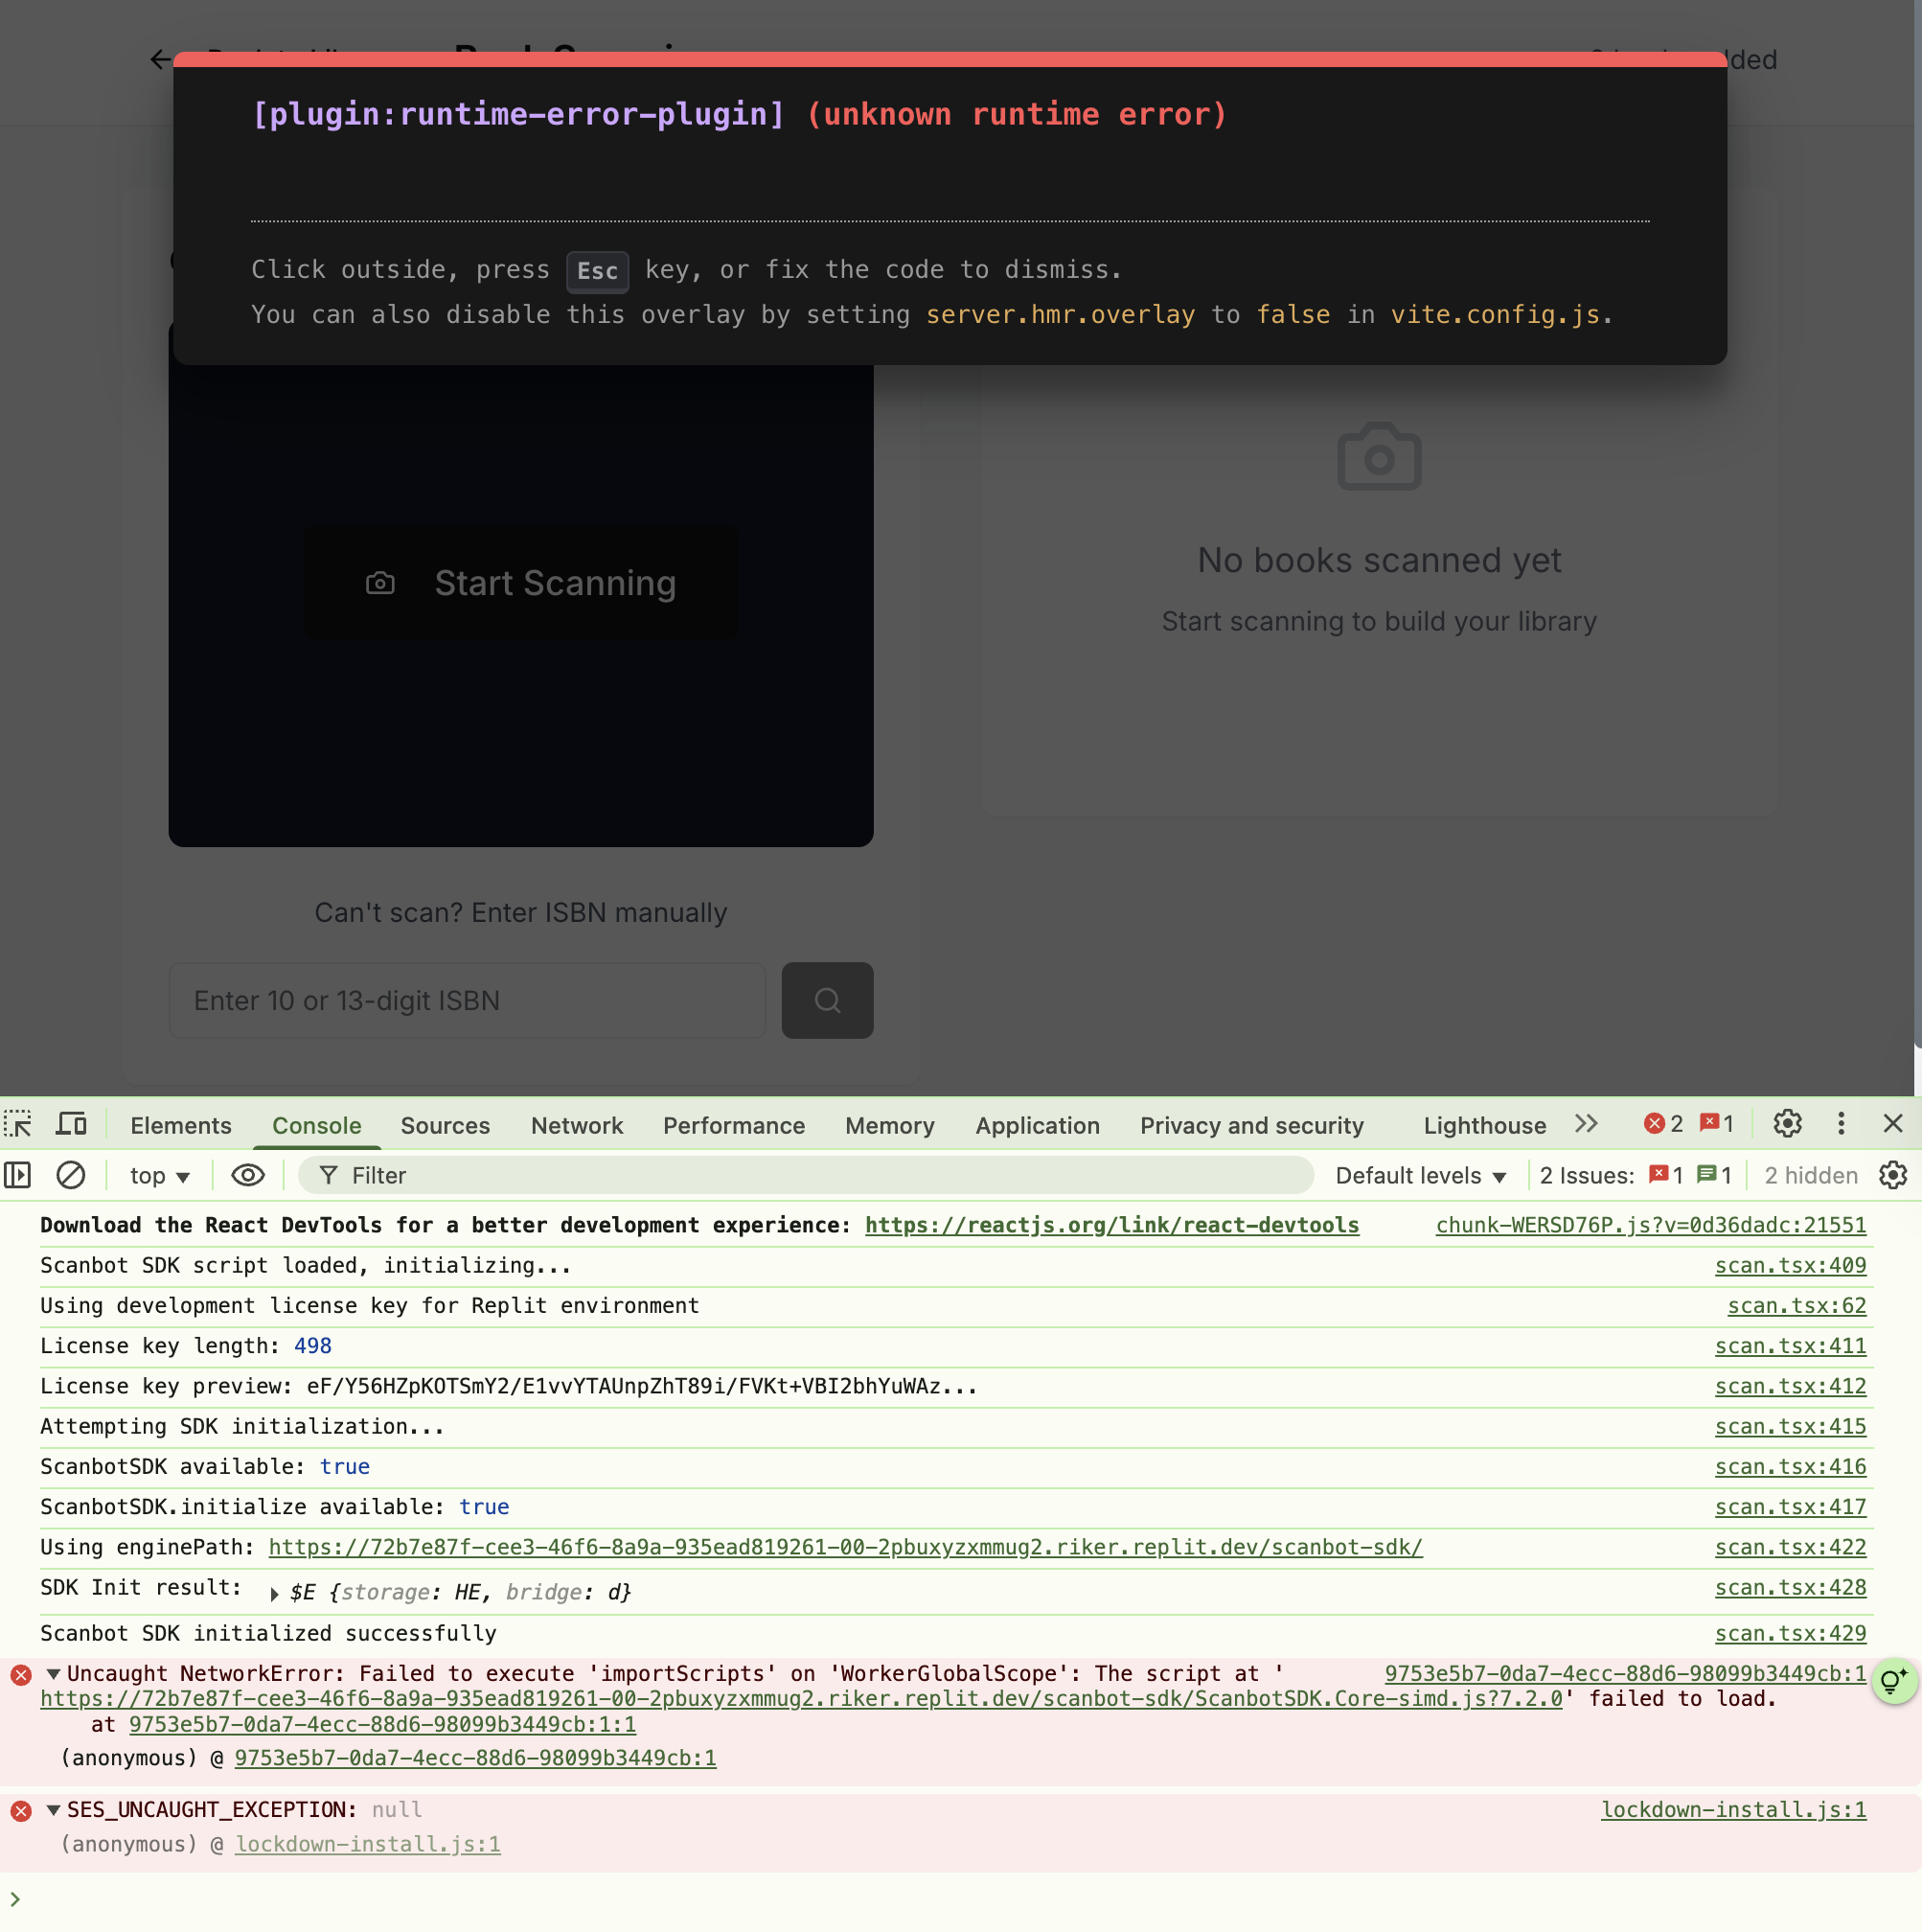 [plugin:runtime-error-plugin] (unknown runtime error)
Click outside, press Esc key, or fix the code to dismiss.
You can also disable this overlay by setting server.hmr.overlay to false in vite.config.js.
Start Scanning
No books scanned yet
Start scanning to build your library
Can't scan? Enter ISBN manually
Enter 10 or 13-digit ISBN
Elements Console Sources Network Performance Memory Application Privacy and security Lighthouse 2 1
top Filter Default levels 2 Issues: 1 1 2 hidden
Download the React DevTools for a better development experience: https://reactjs.org/link/react-devtools chunk-WERSD76P.js?v=0d36dadc:21551
Scanbot SDK script loaded, initializing... scan.tsx:409
Using development license key for Replit environment scan.tsx:62
License key length: 498 scan.tsx:411
License key preview: eF/Y56HZpKOTSmY2/E1vvYTAUnpZhT89i/FVKt+VBI2bhYuWAz... scan.tsx:412
Attempting SDK initialization... scan.tsx:415
ScanbotSDK available: true scan.tsx:416
ScanbotSDK.initialize available: true scan.tsx:417
Using enginePath: https://72b7e87f-cee3-46f6-8a9a-935ead819261-00-2pbuxyzxmmug2.riker.replit.dev/scanbot-sdk/ scan.tsx:422
SDK Init result: $E {storage: HE, bridge: d} scan.tsx:428
Scanbot SDK initialized successfully scan.tsx:429
Uncaught NetworkError: Failed to execute 'importScripts' on 'WorkerGlobalScope': The script at ' 9753e5b7-0da7-4ecc-88d6-98099b3449cb:1
https://72b7e87f-cee3-46f6-8a9a-935ead819261-00-2pbuxyzxmmug2.riker.replit.dev/scanbot-sdk/ScanbotSDK.Core-simd.js?7.2.0' failed to load.
at 9753e5b7-0da7-4ecc-88d6-98099b3449cb:1:1
(anonymous) @ 9753e5b7-0da7-4ecc-88d6-98099b3449cb:1
SES_UNCAUGHT_EXCEPTION: null lockdown-install.js:1
(anonymous) @ lockdown-install.js:1